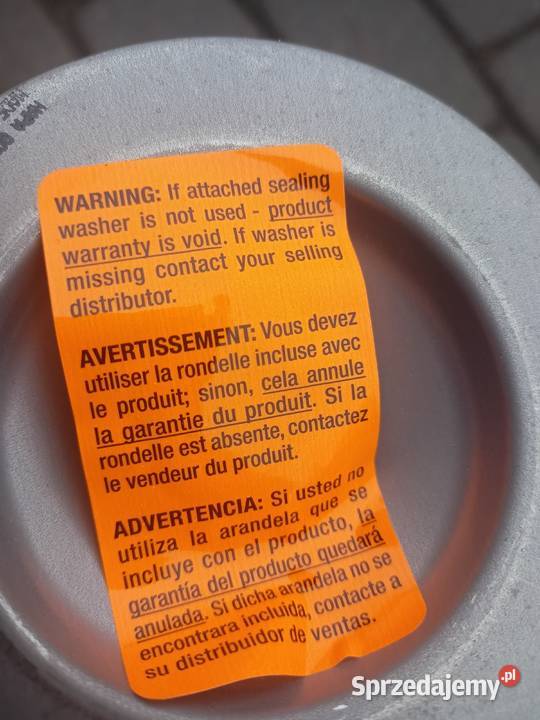 WARNING: If attached sealing
washer is not used - product
warranty is void. If washer is
missing contact your selling
distributor.
AVERTISSEMENT: Vous devez
utiliser la rondelle incluse avec
le produit; sinon, cela annule
la garantie du produit. Si la
rondelle est absente, contactez
le vendeur du produit.
ADVERTENCIA: Si usted no
utiliza la arandela que se
incluye con el producto, la
garantía del producto quedará
anulada. Si dicha arandela no se
encontrara incluida, contacte a
su distribuidor de ventas.
Sprzedajemy.pl